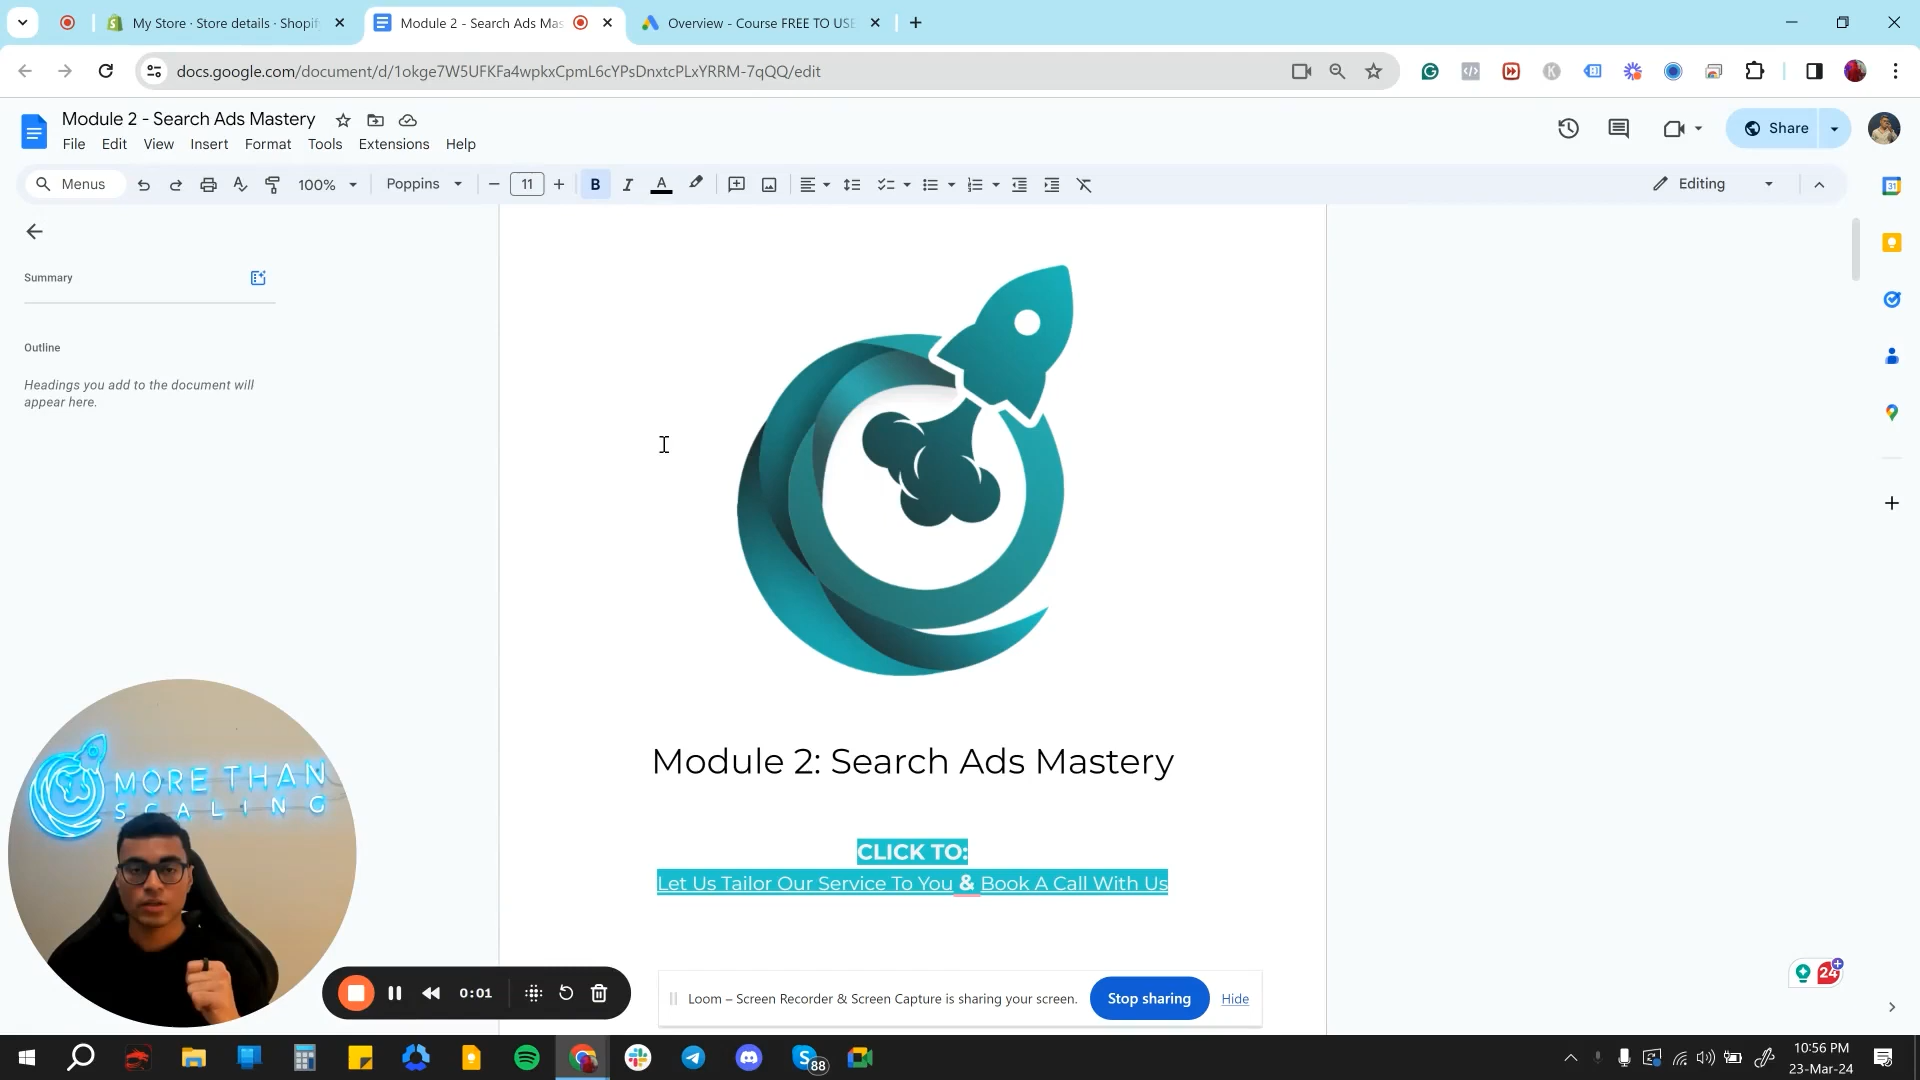 My Store · Store details · Shopif
Module 2 - Search Ads Mas
Overview - Course FREE TO USE
docs.google.com/document/d/1okge7W5UFKFa4wpkxCpmL6cYPsDnxtcPLxYRRM-7qQQ/edit
Module 2 - Search Ads Mastery
File Edit View Insert Format Tools Extensions Help
Share
Menus
100%
Poppins
11
B
I
A
Editing
31
Summary
Outline
Headings you add to the document will
appear here.
Module 2: Search Ads Mastery
CLICK TO:
Let Us Tailor Our Service To You & Book A Call With Us
MORE THAN
SCALING
0:01
Loom – Screen Recorder & Screen Capture is sharing your screen.
Stop sharing
Hide
24
88
10:56 PM
23-Mar-24